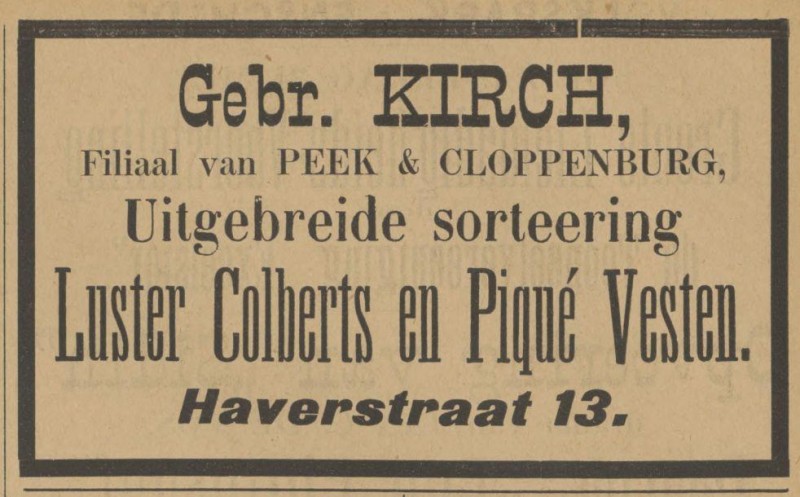 Gebr. KIRCH,
Filiaal van PEEK & CLOPPENBURG,
Uitgebreide sorteering
Luster Colberts en Piqué Vesten.
Haverstraat 13.